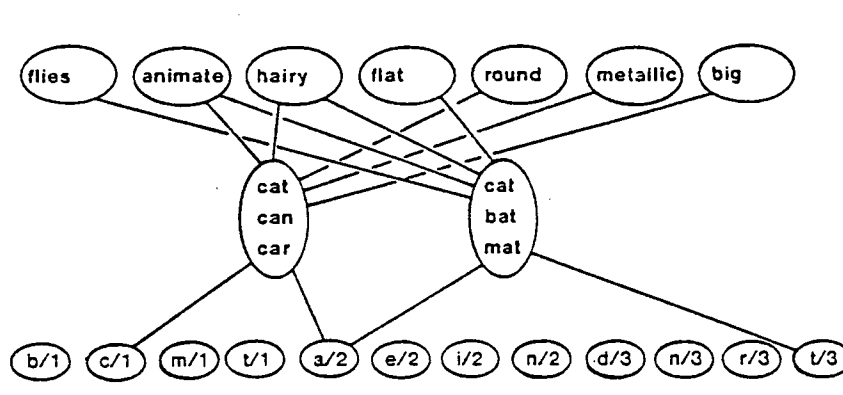 flies animate hairy flat round metallic big
cat cat
can bat
car mat
b/1 c/1 m/1 t/1 a/2 e/2 i/2 n/2 d/3 n/3 r/3 t/3